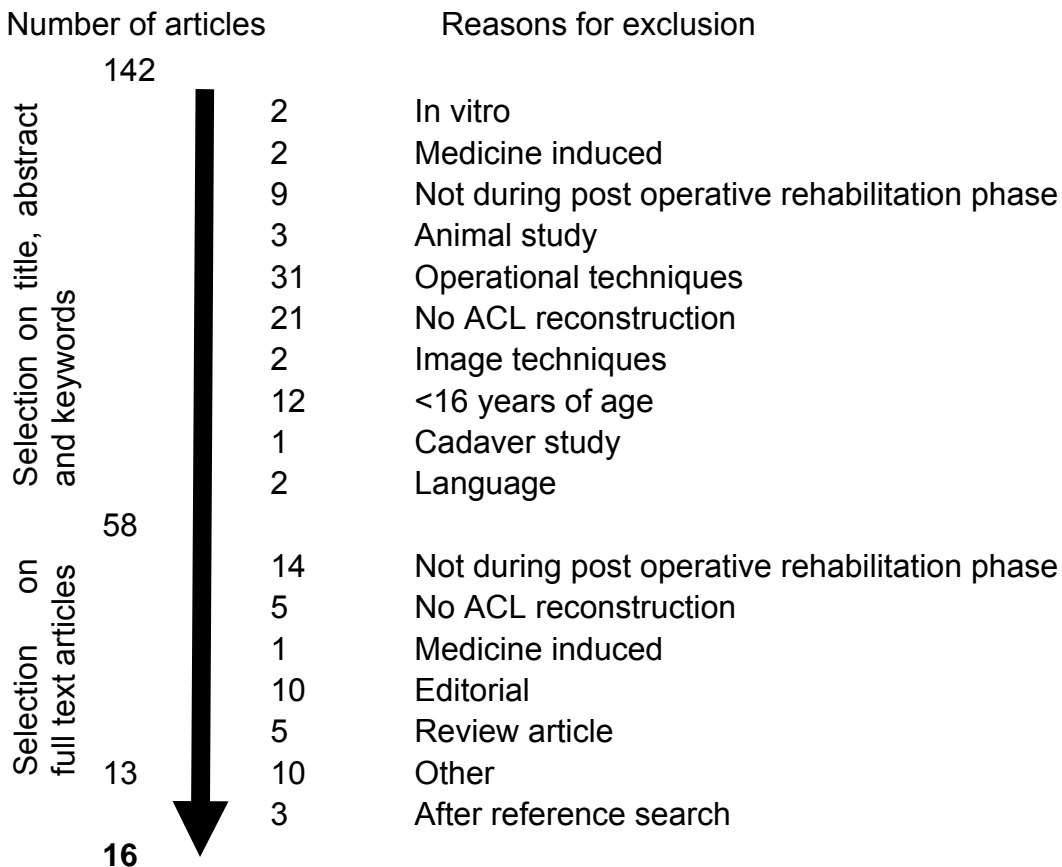 Number of articles Reasons for exclusion
142
Selection on title, abstract
and keywords
2 In vitro
2 Medicine induced
9 Not during post operative rehabilitation phase
3 Animal study
31 Operational techniques
21 No ACL reconstruction
2 Image techniques
12 <16 years of age
1 Cadaver study
2 Language
58
Selection on
full text articles
14 Not during post operative rehabilitation phase
5 No ACL reconstruction
1 Medicine induced
10 Editorial
5 Review article
13 10 Other
3 After reference search
16